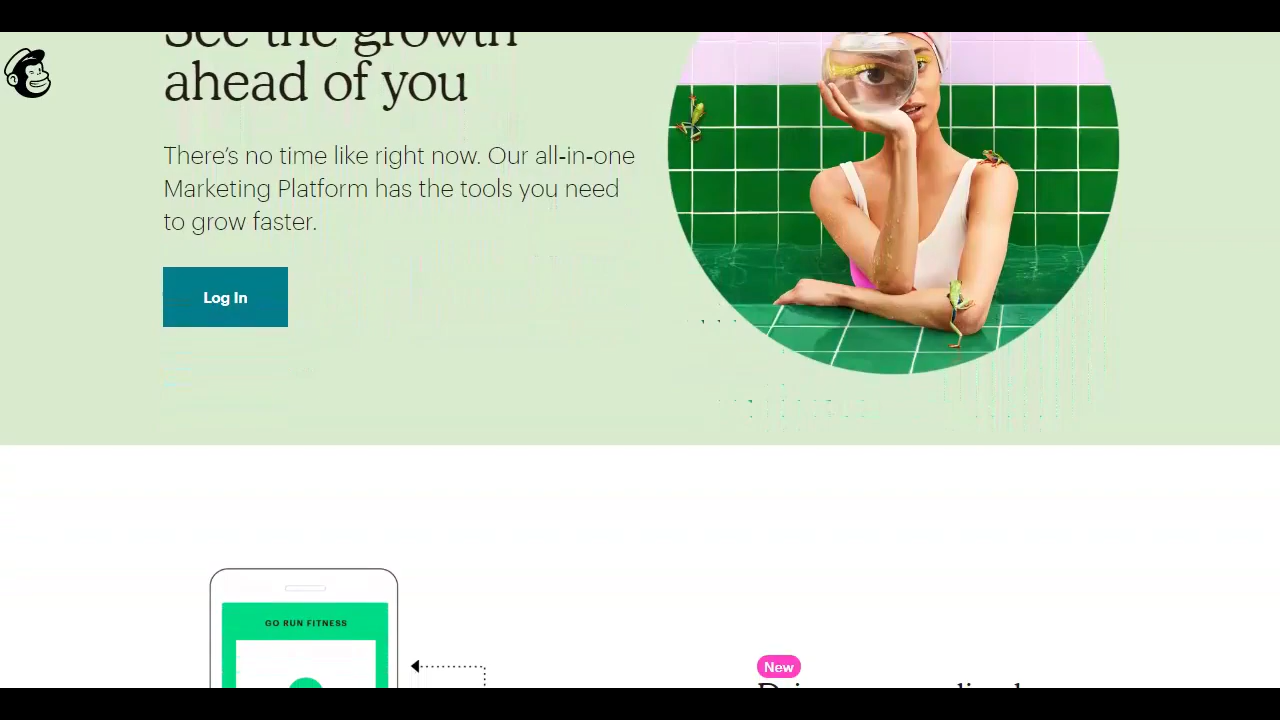 See the growth
ahead of you
There's no time like right now. Our all-in-one
Marketing Platform has the tools you need
to grow faster.
Log In
GO RUN FITNESS
New